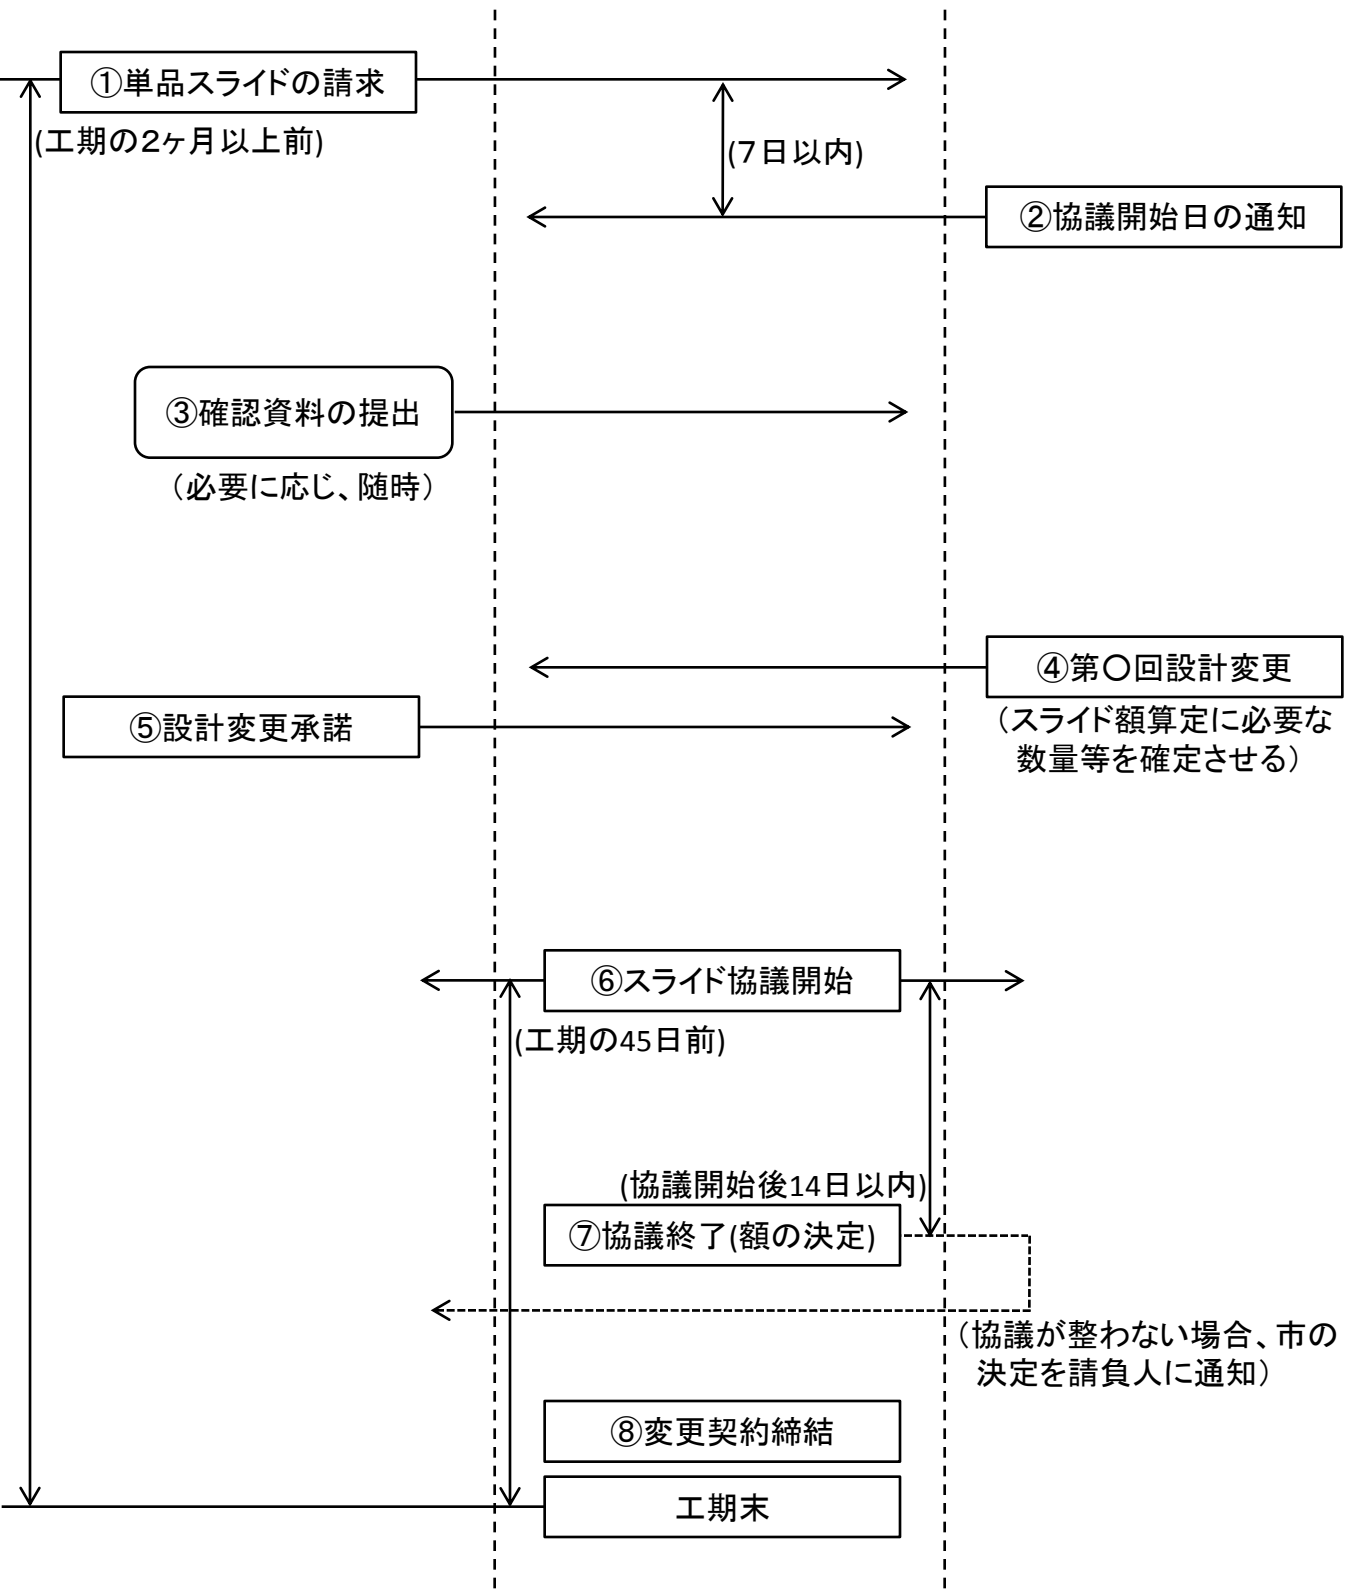 ①単品スライドの請求
(工期の２ヶ月以上前)
(７日以内)
②協議開始日の通知
③確認資料の提出
（必要に応じ、随時）
④第〇回設計変更
（スライド額算定に必要な
数量等を確定させる）
⑤設計変更承諾
⑥スライド協議開始
(工期の45日前)
(協議開始後14日以内)
⑦協議終了(額の決定)
（協議が整わない場合、市の
決定を請負人に通知）
⑧変更契約締結
工期末